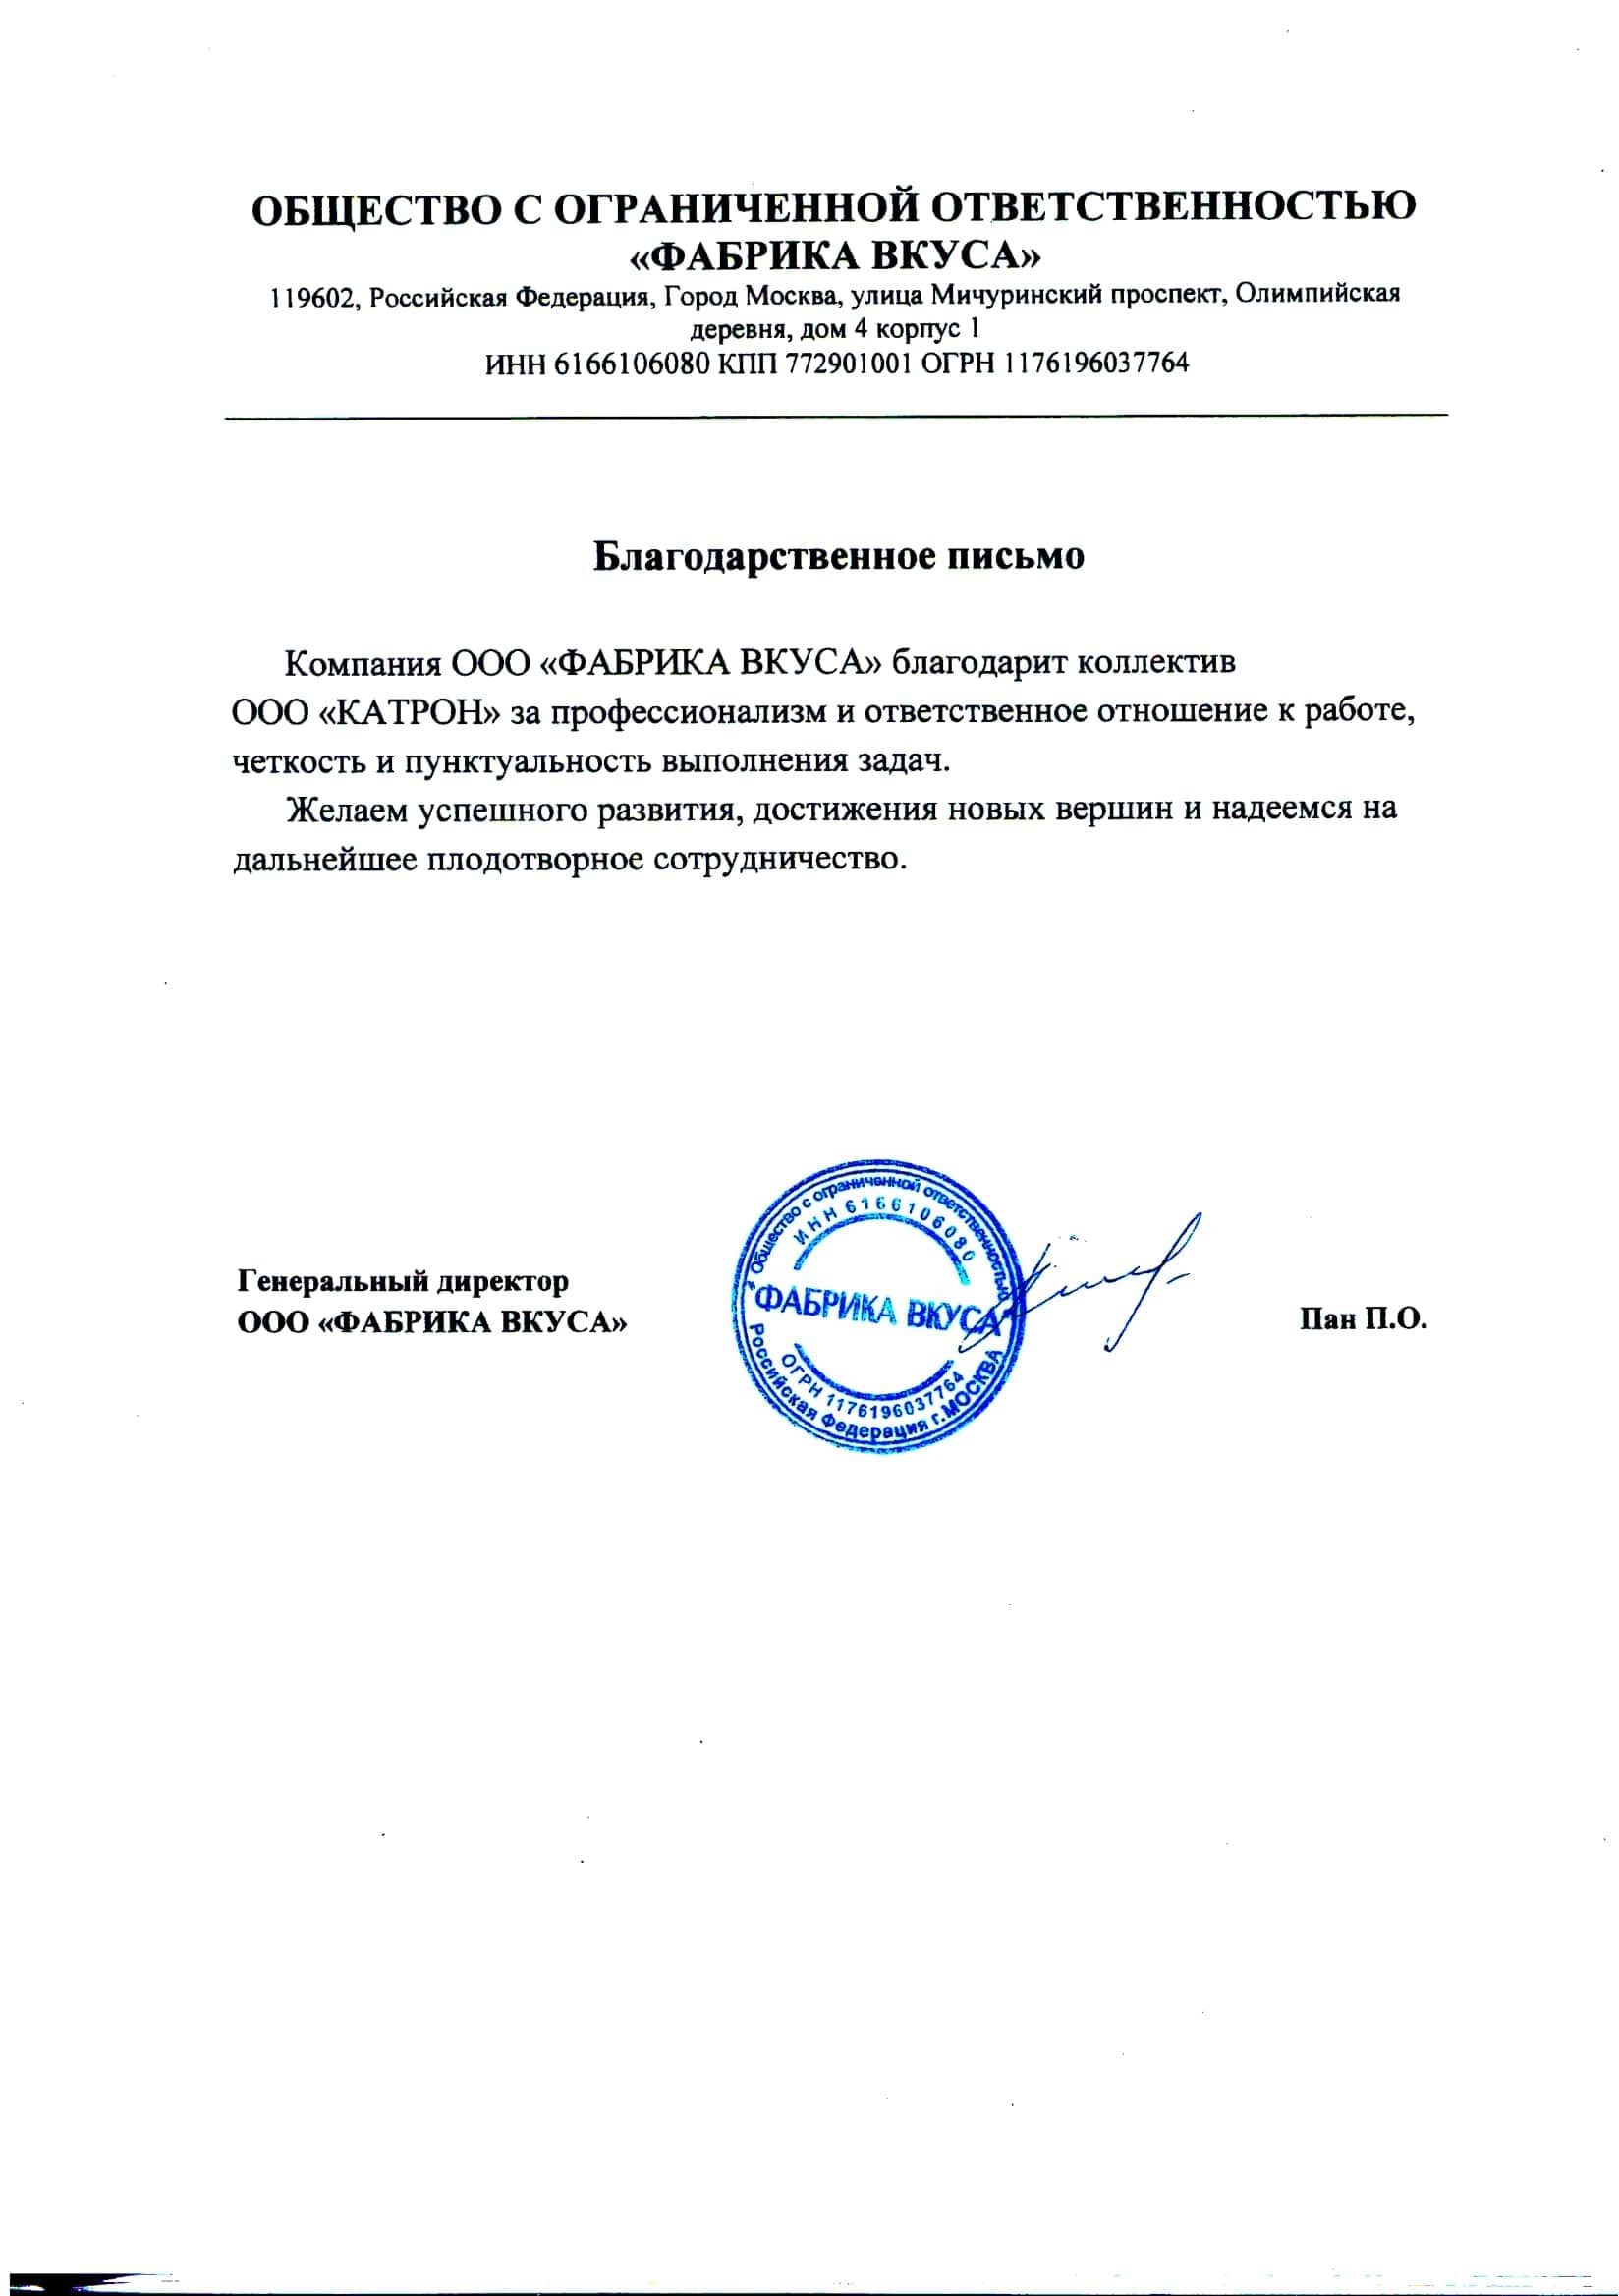 ОБЩЕСТВО С ОГРАНИЧЕННОЙ ОТВЕТСТВЕННОСТЬЮ
«ФАБРИКА ВКУСА»
119602, Российская Федерация, Город Москва, улица Мичуринский проспект, Олимпийская
деревня, дом 4 корпус 1
ИНН 6166106080 КПП 772901001 ОГРН 1176196037764
Благодарственное письмо
Компания ООО «ФАБРИКА ВКУСА» благодарит коллектив
ООО «КАТРОН» за профессионализм и ответственное отношение к работе,
четкость и пунктуальность выполнения задач.
Желаем успешного развития, достижения новых вершин и надеемся на
дальнейшее плодотворное сотрудничество.
Генеральный директор
ООО «ФАБРИКА ВКУСА»
Общество с ограниченной ответственностью
ИНН 6166106080
"ФАБРИКА ВКУСА"
ОГРН 1176196037764
Российская Федерация г.МОСКВА
Пан П.О.